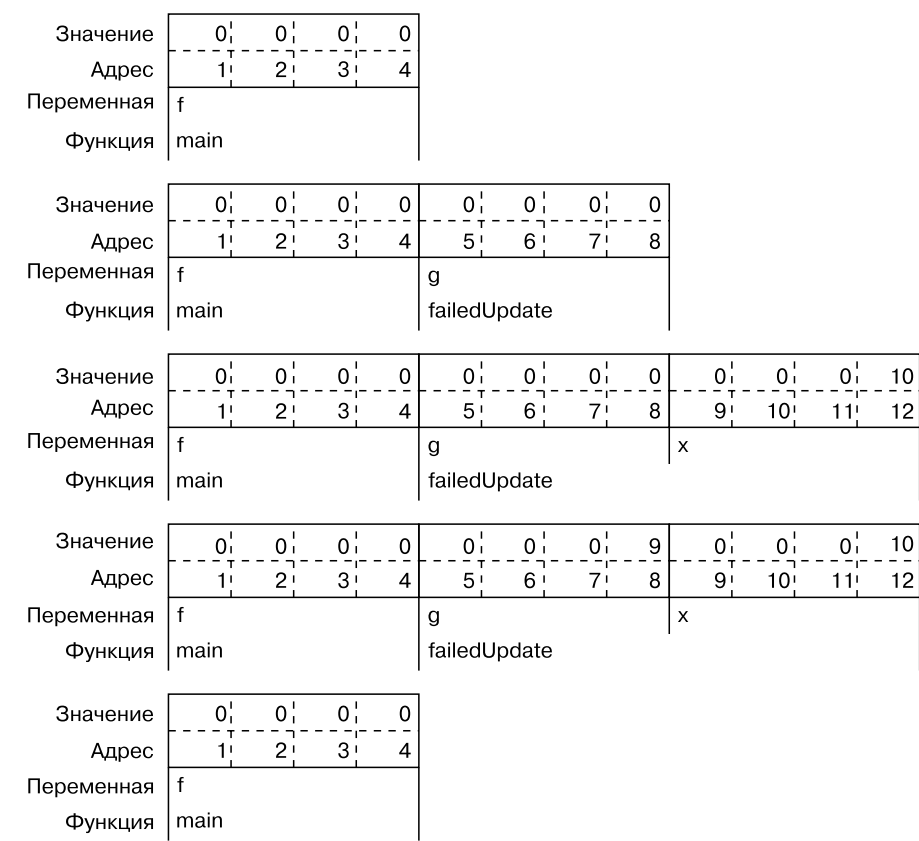 Значение 0 0 0 0
Адрес 1 2 3 4
Переменная f
Функция main
Значение 0 0 0 0 0 0 0 0
Адрес 1 2 3 4 5 6 7 8
Переменная f g
Функция main failedUpdate
Значение 0 0 0 0 0 0 0 0 0 0 0 10
Адрес 1 2 3 4 5 6 7 8 9 10 11 12
Переменная f g x
Функция main failedUpdate
Значение 0 0 0 0 0 0 0 9 0 0 0 10
Адрес 1 2 3 4 5 6 7 8 9 10 11 12
Переменная f g x
Функция main failedUpdate
Значение 0 0 0 0
Адрес 1 2 3 4
Переменная f
Функция main